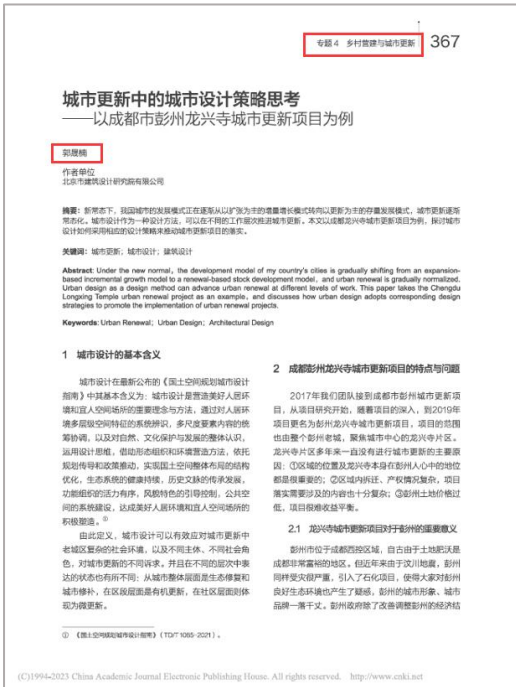 专题 4 乡村营建与城市更新 367
城市更新中的城市设计策略思考
——以成都市彭州龙兴寺城市更新项目为例
郭晟楠
作者单位
北京市建筑设计研究院有限公司
摘要：新常态下，我国城市的发展模式正在逐渐从以扩张为主的增量增长模式转向以更新为主的存量发展模式，城市更新逐渐
常态化。城市设计作为一种设计方法，可以在不同的工作层次推进城市更新。本文以成都龙兴寺城市更新项目为例，探讨城市设
计如何采用相应的设计策略来推动城市更新项目的落实。
关键词：城市更新；城市设计；建筑设计
Abstract: Under the new normal, the development model of my country's cities is gradually shifting from an expansion-
based incremental growth model to a renewal-based stock development model, and urban renewal is gradually normalized.
Urban design as a design method can advance urban renewal at different levels of work. This paper takes the Chengdu
Longxing Temple urban renewal project as an example, and discusses how urban design adopts corresponding design
strategies to promote the implementation of urban renewal projects.
Keywords: Urban Renewal; Urban Design; Architectural Design
1 城市设计的基本含义
城市设计在最新公布的《国土空间规划城市设计
指南》中其基本含义为：城市设计是营造美好人居环
境和宜人空间场所的重要理念与方法，通过对人居环
境多层级空间特征的系统辨识，多尺度要素内容的统
筹协调，以及对自然、文化保护与发展的整体认识，
运用设计思维，借助形态组织和环境营造方法，依托
规划传导和政策推动，实现国土空间整体布局的结构
优化，生态系统的健康持续，历史文脉的传承发展，
功能组织的活力有序，风貌特色的引导控制，公共空
间的系统建设，达成美好人居环境和宜人空间场所的
积极塑造。①
由此定义，城市设计可以有效应对城市更新中
老城区复杂的社会环境，以及不同主体、不同社会角
色，对城市更新的不同诉求。并且在不同的层次中表
达的状态也有所不同：从城市整体层面是生态修复和
城市修补，在区段层面是有机更新，在社区层面则体
现为微更新。
① 《国土空间规划城市设计指南》（TD/T 1065-2021）。
2 成都彭州龙兴寺城市更新项目的特点与问题
2017年我们团队接到成都市彭州城市更新项
目，从项目研究开始，随着项目的深入，到2019年
项目更名为彭州龙兴寺城市更新项目，项目的范围
也由整个彭州老城，聚焦城市中心的龙兴寺片区。
龙兴寺片区多年来一直没有进行城市更新的主要原
因：①区域的位置及龙兴寺本身在彭州人心中的地位
都是很重要的；②区域内拆迁、产权情况复杂，项目
落实需要涉及的内容也十分复杂；③彭州土地价格过
低，项目很难收益平衡。
2.1 龙兴寺城市更新项目对于彭州的重要意义
彭州市位于成都西控区域，自古由于土地肥沃是
成都非常富裕的地区。但近年来由于汶川地震，彭州
同样受灾很严重，引入了石化项目，使得大家对彭州
良好生态环境也产生了疑惑，彭州的城市形象、城市
品牌一落千丈。彭州政府除了改善调整彭州的经济结
(C)1994-2023 China Academic Journal Electronic Publishing House. All rights reserved. http://www.cnki.net